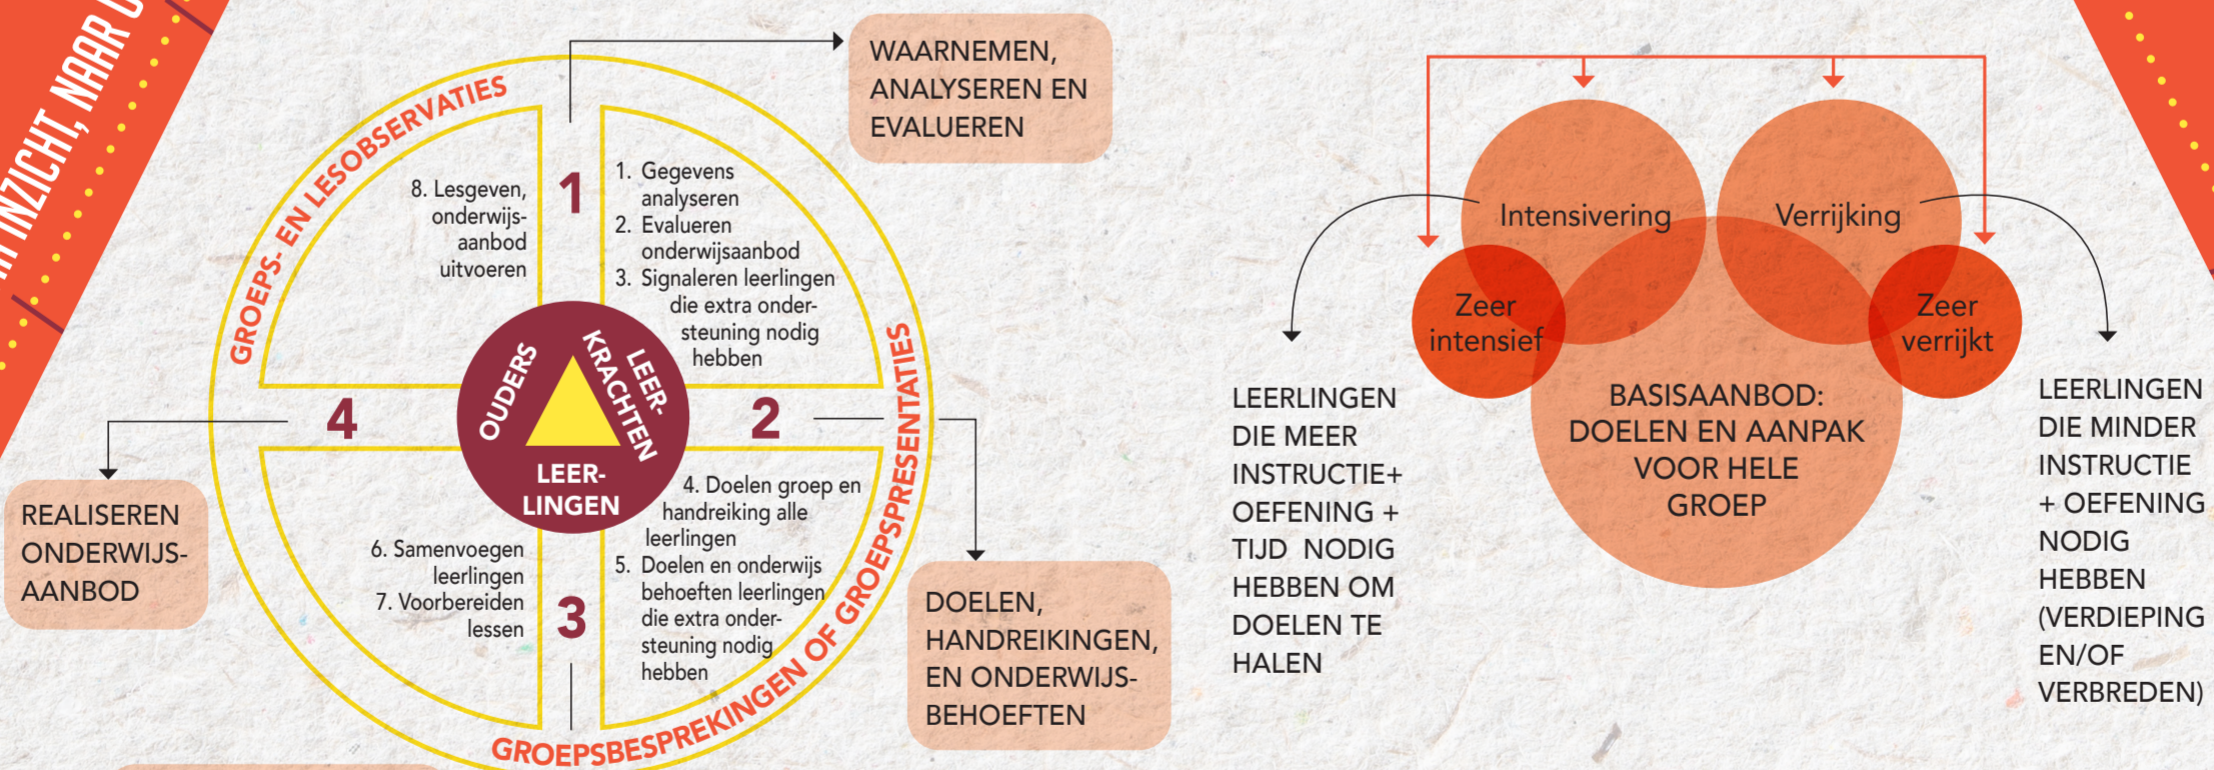 INZICHT, NAAR
GROEPS- EN LESOBSERVATIES
WAARNEMEN,
ANALYSEREN EN
EVALUEREN
8. Lesgeven,
onderwijs-
aanbod
uitvoeren
1
1. Gegevens
analyseren
2. Evalueren
onderwijsaanbod
3. Signaleren leerlingen
die extra onder-
steuning nodig
hebben
OUDERS
LEER-
KRACHTEN
LEER-
LINGEN
4
2
REALISEREN
ONDERWIJS-
AANBOD
6. Samenvoegen
leerlingen
7. Voorbereiden
lessen
3
4. Doelen groep en
handreiking alle
leerlingen
5. Doelen en onderwijs
behoeften leerlingen
die extra onder-
steuning nodig
hebben
GROEPSBESPREKINGEN OF GROEPSPRESENTATIES
DOELEN,
HANDREIKINGEN,
EN ONDERWIJS-
BEHOEFTEN
Intensivering
Verrijking
Zeer
intensief
Zeer
verrijkt
BASISAANBOD:
DOELEN EN AANPAK
VOOR HELE
GROEP
LEERLINGEN
DIE MEER
INSTRUCTIE+
OEFENING +
TIJD NODIG
HEBBEN OM
DOELEN TE
HALEN
LEERLINGEN
DIE MINDER
INSTRUCTIE
+ OEFENING
NODIG
HEBBEN
(VERDIEPING
EN/OF
VERBREDEN)